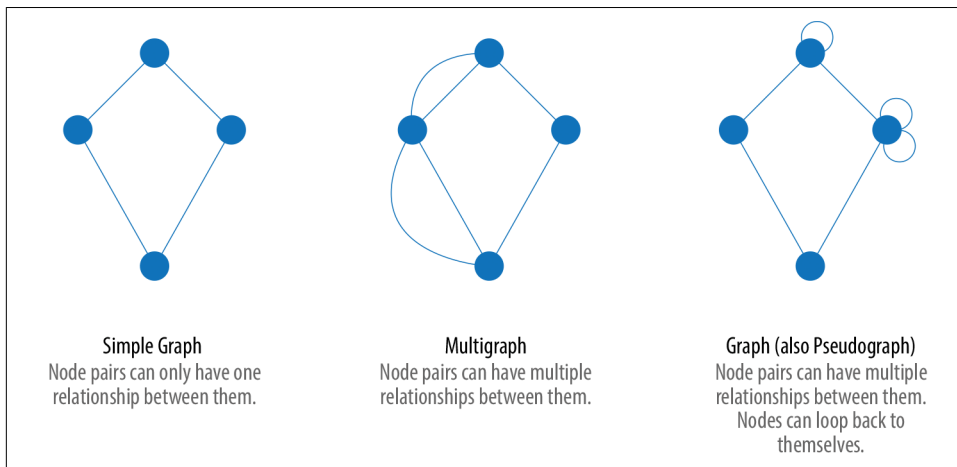 Simple Graph
Node pairs can only have one
relationship between them.
Multigraph
Node pairs can have multiple
relationships between them.
Graph (also Pseudograph)
Node pairs can have multiple
relationships between them.
Nodes can loop back to
themselves.